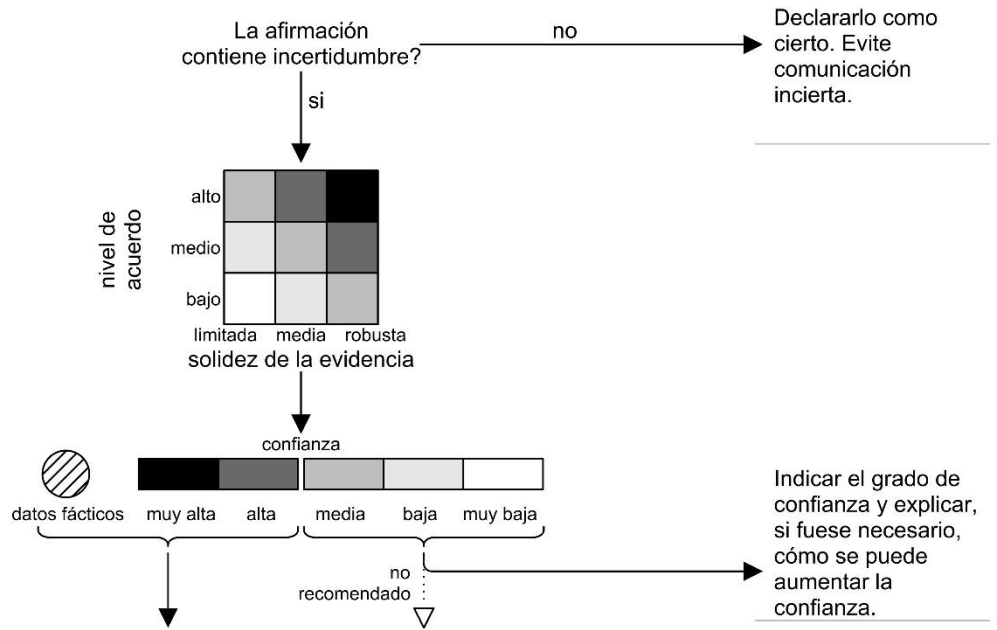 La afirmación
contiene incertidumbre?
no
Declararlo como
cierto. Evite
comunicación
incierta.
si
nivel de
acuerdo
alto
medio
bajo
limitada media robusta
solidez de la evidencia
confianza
datos fácticos muy alta alta media baja muy baja
no
recomendado
Indicar el grado de
confianza y explicar,
si fuese necesario,
cómo se puede
aumentar la
confianza.